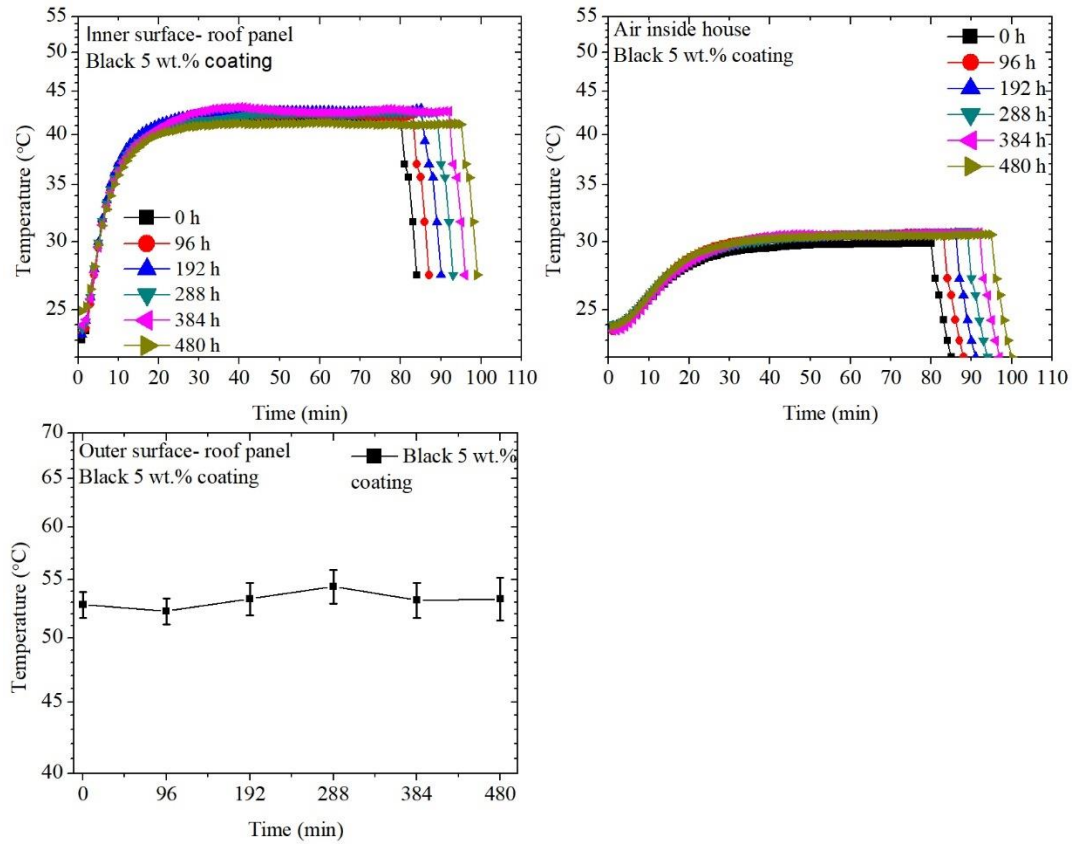 Inner surface- roof panel
Black 5 wt.% coating
55
50
45
40
35
30
25
Temperature (°C)
0 h
96 h
192 h
288 h
384 h
480 h
0 10 20 30 40 50 60 70 80 90 100 110
Time (min)
Air inside house
Black 5 wt.% coating
55
50
45
40
35
30
25
Temperature (°C)
0 h
96 h
192 h
288 h
384 h
480 h
0 10 20 30 40 50 60 70 80 90 100 110
Time (min)
Outer surface- roof panel
Black 5 wt.% coating
Black 5 wt.%
coating
70
65
60
55
50
45
40
Temperature (°C)
0 96 192 288 384 480
Time (min)